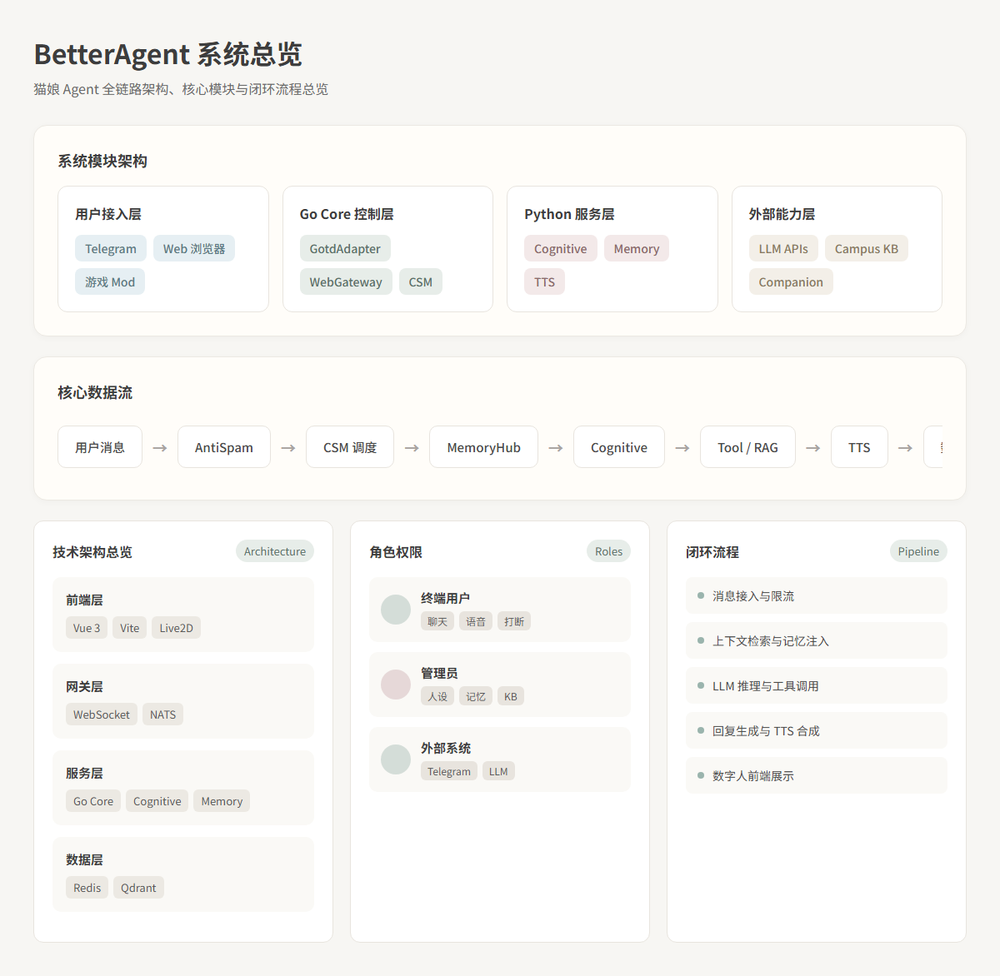 BetterAgent 系统总览
猫娘 Agent 全链路架构、核心模块与闭环流程总览
系统模块架构
用户接入层
Telegram
Web 浏览器
游戏 Mod
Go Core 控制层
GotdAdapter
WebGateway
CSM
Python 服务层
Cognitive
Memory
TTS
外部能力层
LLM APIs
Campus KB
Companion
核心数据流
用户消息
→
AntiSpam
→
CSM 调度
→
MemoryHub
→
Cognitive
→
Tool / RAG
→
TTS
→
技术架构总览
Architecture
前端层
Vue 3
Vite
Live2D
网关层
WebSocket
NATS
服务层
Go Core
Cognitive
Memory
数据层
Redis
Qdrant
角色权限
Roles
终端用户
聊天
语音
打断
管理员
人设
记忆
KB
外部系统
Telegram
LLM
闭环流程
Pipeline
消息接入与限流
上下文检索与记忆注入
LLM 推理与工具调用
回复生成与 TTS 合成
数字人前端展示